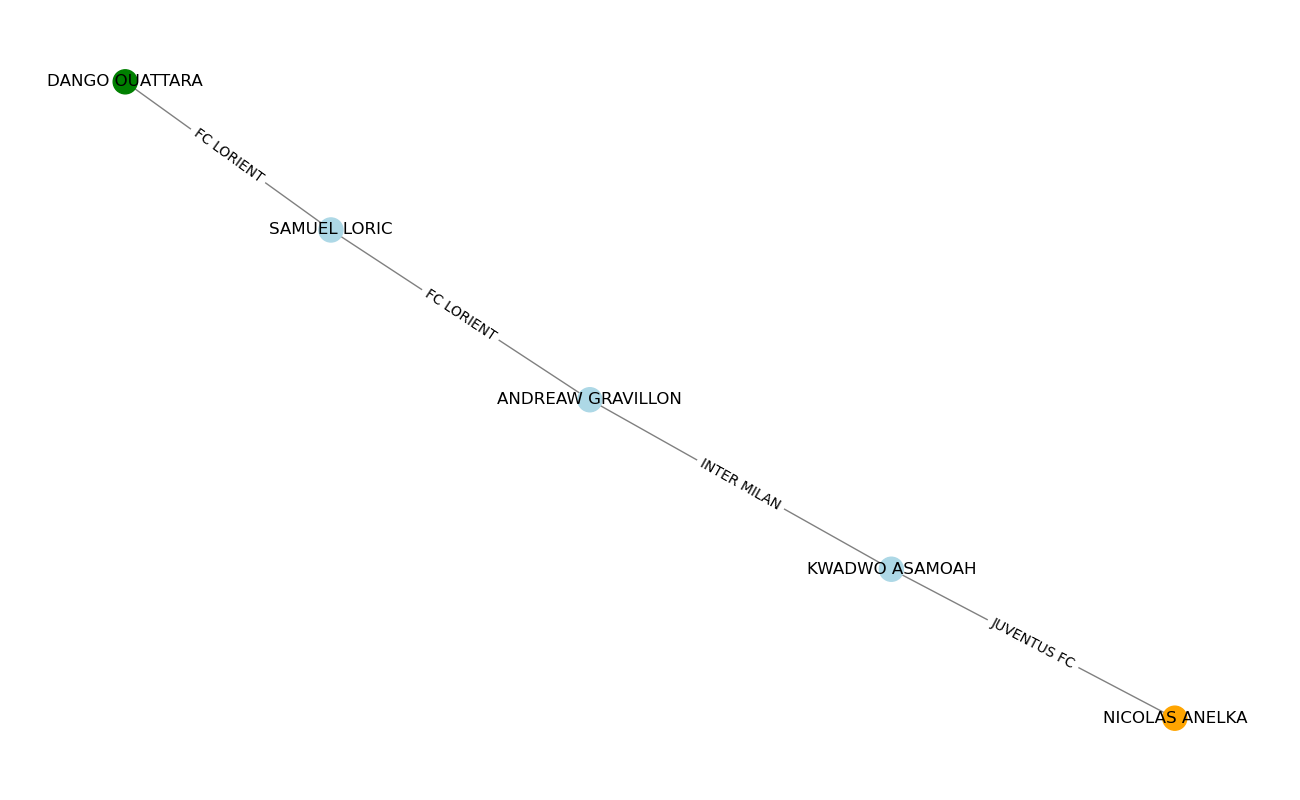 DANGO OUATTARA
FC LORIENT
SAMUEL LORIC
FC LORIENT
ANDREAW GRAVILLON
INTER MILAN
KWADWO ASAMOAH
JUVENTUS FC
NICOLAS ANELKA